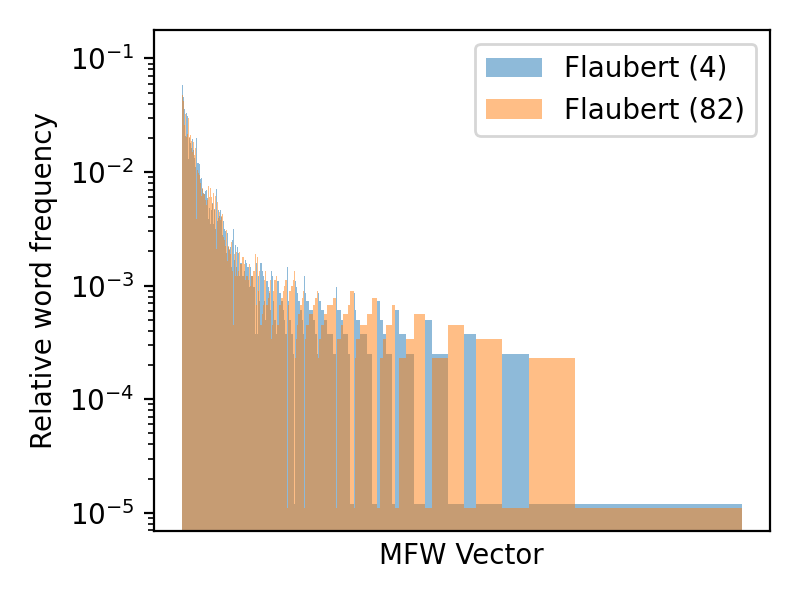 Flaubert (4)
Flaubert (82)
10⁻¹
10⁻²
10⁻³
10⁻⁴
10⁻⁵
Relative word frequency
MFW Vector